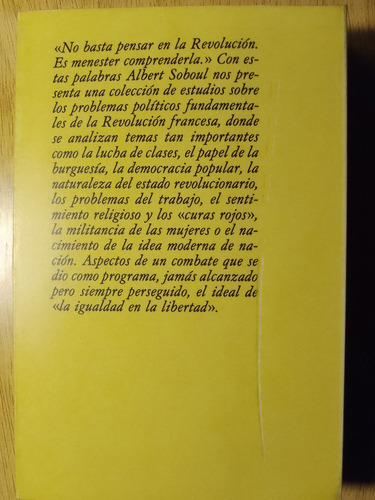 «No basta pensar en la Revolución.
Es menester comprenderla.» Con es-
tas palabras Albert Soboul nos pre-
senta una colección de estudios sobre
los problemas políticos fundamenta-
les de la Revolución francesa, donde
se analizan temas tan importantes
como la lucha de clases, el papel de la
burguesía, la democracia popular, la
naturaleza del estado revolucionario,
los problemas del trabajo, el senti-
miento religioso y los «curas rojos»,
la militancia de las mujeres o el na-
cimiento de la idea moderna de na-
ción. Aspectos de un combate que se
dio como programa, jamás alcanzado
pero siempre perseguido, el ideal de
«la igualdad en la libertad».